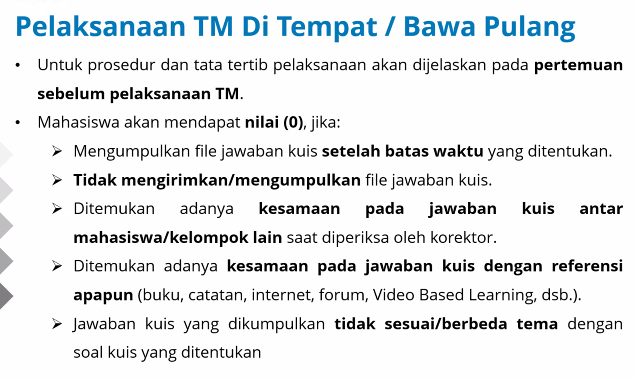 Pelaksanaan TM Di Tempat / Bawa Pulang
• Untuk prosedur dan tata tertib pelaksanaan akan dijelaskan pada pertemuan
sebelum pelaksanaan TM.
• Mahasiswa akan mendapat nilai (0), jika:
➢ Mengumpulkan file jawaban kuis setelah batas waktu yang ditentukan.
➢ Tidak mengirimkan/mengumpulkan file jawaban kuis.
➢ Ditemukan adanya kesamaan pada jawaban kuis antar
mahasiswa/kelompok lain saat diperiksa oleh korektor.
➢ Ditemukan adanya kesamaan pada jawaban kuis dengan referensi
apapun (buku, catatan, internet, forum, Video Based Learning, dsb.).
➢ Jawaban kuis yang dikumpulkan tidak sesuai/berbeda tema dengan
soal kuis yang ditentukan